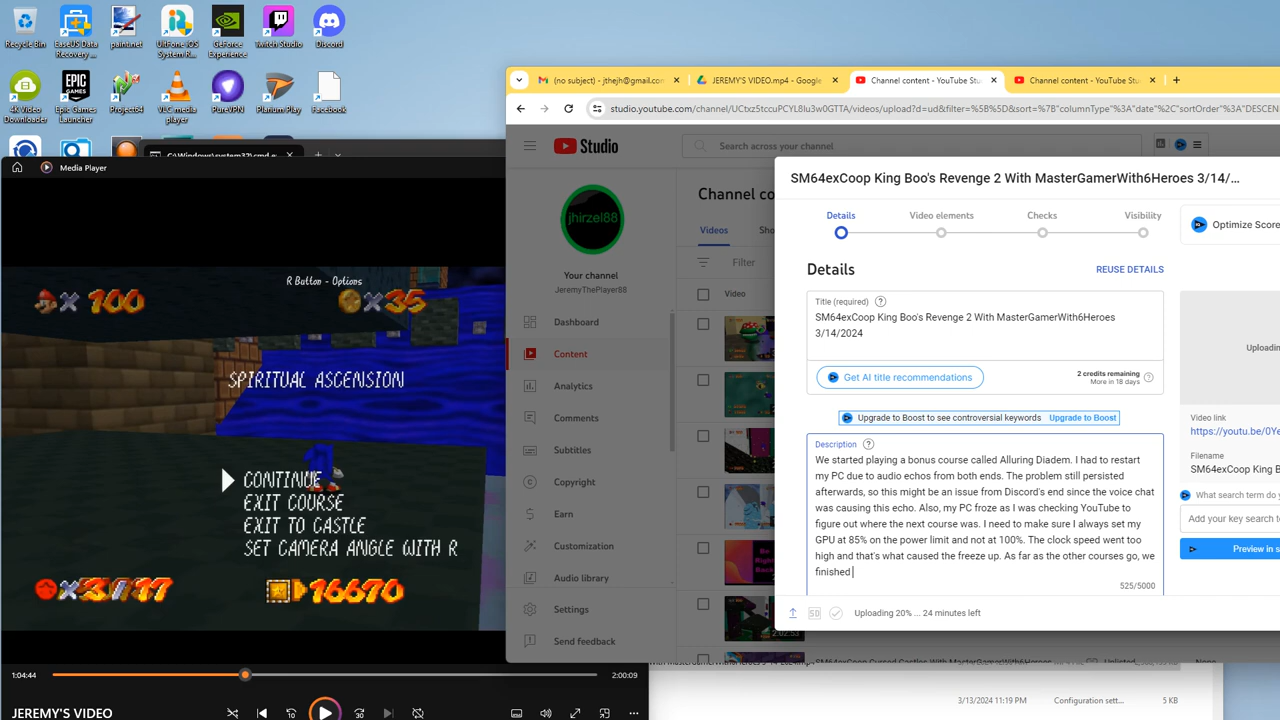 Recycle Bin
EaseUS Data Recovery ...
paint.net
UltFone iOS System R...
GeForce Experience
Twitch Studio
Discord
4K Video Downloader
Epic Games Launcher
Project64
VLC media player
PureVPN
Plarium Play
Facebook
C:\Windows\system32\cmd.e
Media Player
R Button - Options
× 100
× 35
SPIRITUAL ASCENSION
CONTINUE
EXIT COURSE
EXIT TO CASTLE
SET CAMERA ANGLE WITH R
16670
1:04:44
2:00:09
JEREMY'S VIDEO
(no subject) - jthejh@gmail.com
JEREMY'S VIDEO.mp4 - Google
Channel content - YouTube Stu
Channel content - YouTube Stu
studio.youtube.com/channel/UCtxz5tccuPCYL8Iu3w0GTTA/videos/upload?d=ud&filter=%5B%5D&sort=%7B"columnType"%3A"date"%2C"sortOrder"%3A"DESCEN
Studio
Search across your channel
jhirzel88
Your channel
JeremyThePlayer88
Dashboard
Content
Analytics
Comments
Subtitles
Copyright
Earn
Customization
Audio library
Settings
Send feedback
Channel co
Videos
Sho
Filter
Video
2:02:53
SM64exCoop King Boo's Revenge 2 With MasterGamerWith6Heroes 3/14/...
Details
Video elements
Checks
Visibility
Optimize Score
Details
REUSE DETAILS
Title (required)
SM64exCoop King Boo's Revenge 2 With MasterGamerWith6Heroes
3/14/2024
Get AI title recommendations
2 credits remaining
More in 18 days
Upgrade to Boost to see controversial keywords Upgrade to Boost
Description
We started playing a bonus course called Alluring Diadem. I had to restart
my PC due to audio echos from both ends. The problem still persisted
afterwards, so this might be an issue from Discord's end since the voice chat
was causing this echo. Also, my PC froze as I was checking YouTube to
figure out where the next course was. I need to make sure I always set my
GPU at 85% on the power limit and not at 100%. The clock speed went too
high and that's what caused the freeze up. As far as the other courses go, we
finished
525/5000
Uploading 20% ... 24 minutes left
Uploadin
Video link
https://youtu.be/0Ye
Filename
SM64exCoop King B
What search term do y
Add your key search t
Preview in s
3/13/2024 11:19 PM
Configuration sett...
5 KB